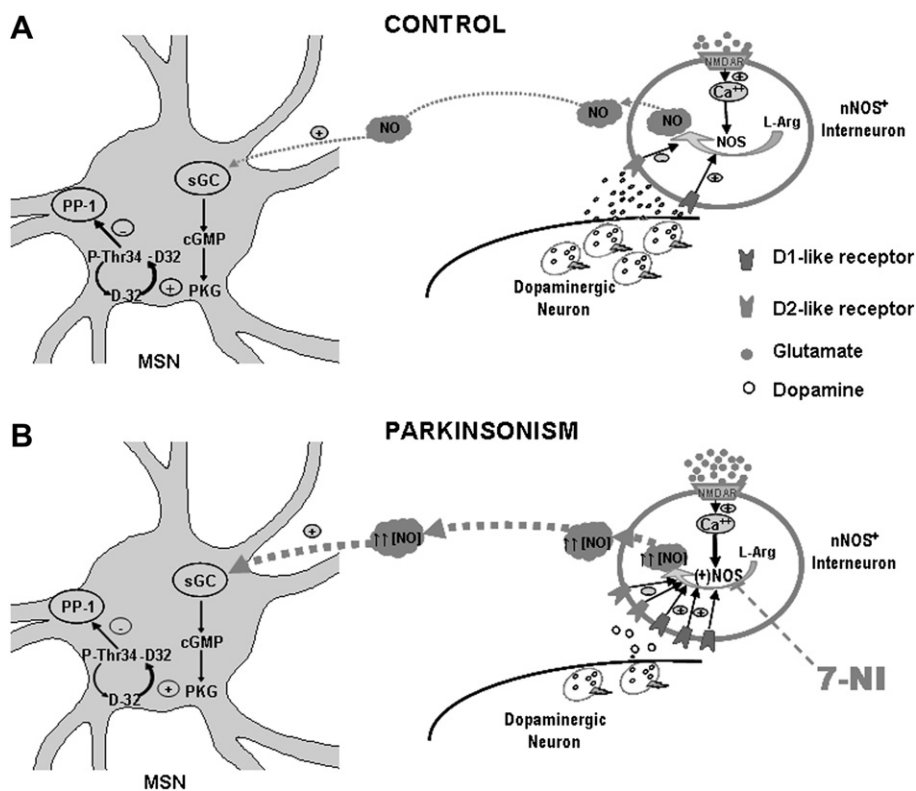 A
CONTROL
NMDAR
+
Ca++
nNOS+
Interneuron
L-Arg
NO
NO
NO
NOS
+
-
+
sGC
PP-1
-
cGMP
P-Thr34 -D32
D-32
+
PKG
Dopaminergic
Neuron
MSN
D1-like receptor
D2-like receptor
Glutamate
Dopamine
B
PARKINSONISM
NMDAR
+
Ca++
nNOS+
Interneuron
L-Arg
↑↑ [NO]
↑↑ [NO]
↑↑ [NO]
(+)NOS
+
-
+
+
sGC
PP-1
-
cGMP
P-Thr34 -D32
D-32
+
PKG
7-NI
Dopaminergic
Neuron
MSN